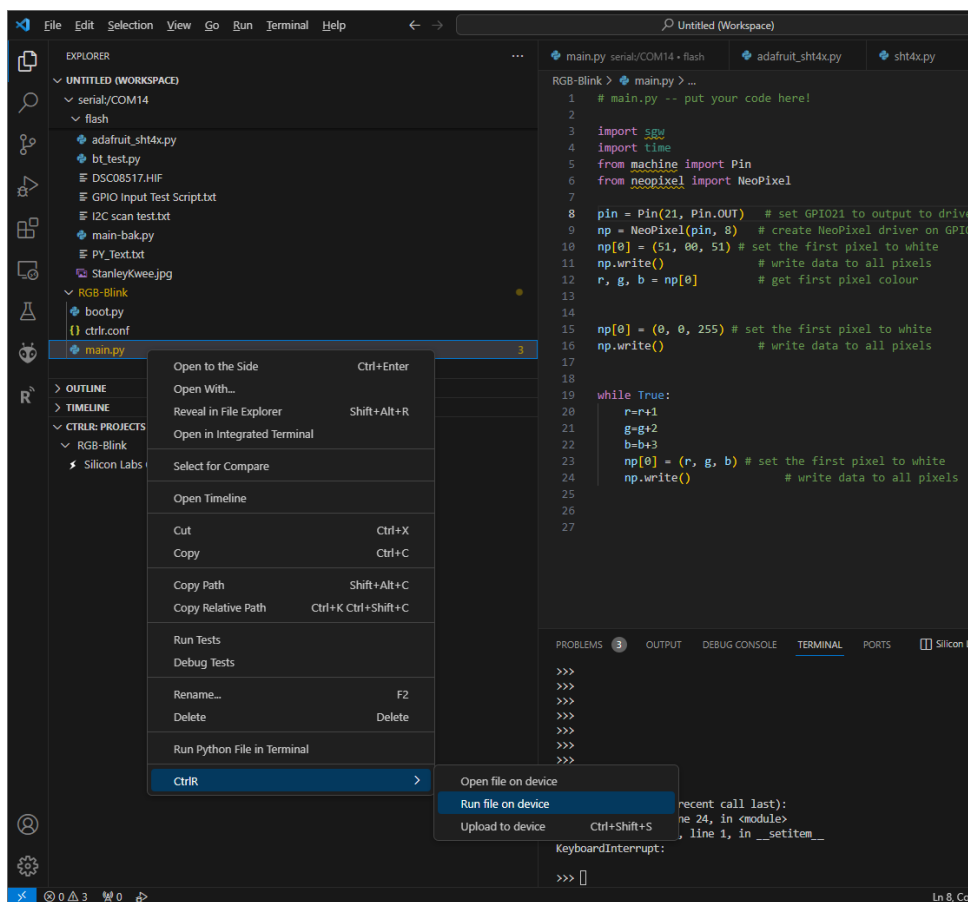 File Edit Selection View Go Run Terminal Help
Untitled (Workspace)
EXPLORER
UNTITLED (WORKSPACE)
serial:/COM14
flash
adafruit_sht4x.py
bt_test.py
DSC08517.HIF
GPIO Input Test Script.txt
I2C scan test.txt
main-bak.py
PY_Text.txt
StanleyKwee.jpg
RGB-Blink
boot.py
{} ctrlr.conf
main.py 3
OUTLINE
TIMELINE
CTRLR: PROJECTS
RGB-Blink
Silicon Labs
Open to the Side Ctrl+Enter
Open With...
Reveal in File Explorer Shift+Alt+R
Open in Integrated Terminal
Select for Compare
Open Timeline
Cut Ctrl+X
Copy Ctrl+C
Copy Path Shift+Alt+C
Copy Relative Path Ctrl+K Ctrl+Shift+C
Run Tests
Debug Tests
Rename... F2
Delete Delete
Run Python File in Terminal
CtrlR
Open file on device
Run file on device
Upload to device Ctrl+Shift+S
main.py serial:/COM14 • flash adafruit_sht4x.py sht4x.py
RGB-Blink > main.py > ...
1 # main.py -- put your code here!
2
3 import sgw
4 import time
5 from machine import Pin
6 from neopixel import NeoPixel
7
8 pin = Pin(21, Pin.OUT) # set GPIO21 to output to drive
9 np = NeoPixel(pin, 8) # create NeoPixel driver on GPIO
10 np[0] = (51, 00, 51) # set the first pixel to white
11 np.write() # write data to all pixels
12 r, g, b = np[0] # get first pixel colour
13
14
15 np[0] = (0, 0, 255) # set the first pixel to white
16 np.write() # write data to all pixels
17
18
19 while True:
20 r=r+1
21 g=g+2
22 b=b+3
23 np[0] = (r, g, b) # set the first pixel to white
24 np.write() # write data to all pixels
25
26
27
PROBLEMS 3 OUTPUT DEBUG CONSOLE TERMINAL PORTS Silicon
>>>
>>>
>>>
>>>
>>>
>>>
>>>
recent call last):
ne 24, in <module>
, line 1, in __setitem__
KeyboardInterrupt:
>>>
0 3 0
Ln 8,